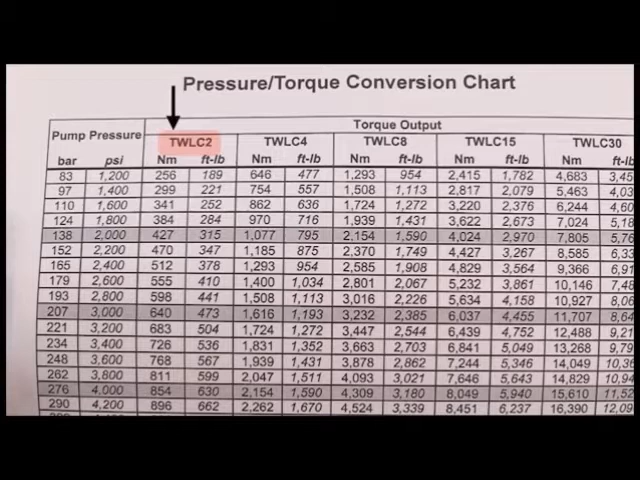 Pressure/Torque Conversion Chart
Pump Pressure Torque Output
TWLC2 TWLC4 TWLC8 TWLC15 TWLC30
bar psi Nm ft-lb Nm ft-lb Nm ft-lb Nm ft-lb Nm ft-lb
83 1,200 256 189 646 477 1,293 954 2,415 1,782 4,683
97 1,400 299 221 754 557 1,508 1,113 2,817 2,079 5,463
110 1,600 341 252 862 636 1,724 1,272 3,220 2,376 6,244
124 1,800 384 284 970 716 1,939 1,431 3,622 2,673 7,024
138 2,000 427 315 1,077 795 2,154 1,590 4,024 2,970 7,805
152 2,200 470 347 1,185 875 2,370 1,749 4,427 3,267 8,585
165 2,400 512 378 1,293 954 2,585 1,908 4,829 3,564 9,366
179 2,600 555 410 1,400 1,034 2,801 2,067 5,232 3,861 10,146
193 2,800 598 441 1,508 1,113 3,016 2,226 5,634 4,158 10,927
207 3,000 640 473 1,616 1,193 3,232 2,385 6,037 4,455 11,707
221 3,200 683 504 1,724 1,272 3,447 2,544 6,439 4,752 12,488
234 3,400 726 536 1,831 1,352 3,663 2,703 6,841 5,049 13,268
248 3,600 768 567 1,939 1,431 3,878 2,862 7,244 5,346 14,049
262 3,800 811 599 2,047 1,511 4,093 3,021 7,646 5,643 14,829
276 4,000 854 630 2,154 1,590 4,309 3,180 8,049 5,940 15,610
290 4,200 896 662 2,262 1,670 4,524 3,339 8,451 6,237 16,390